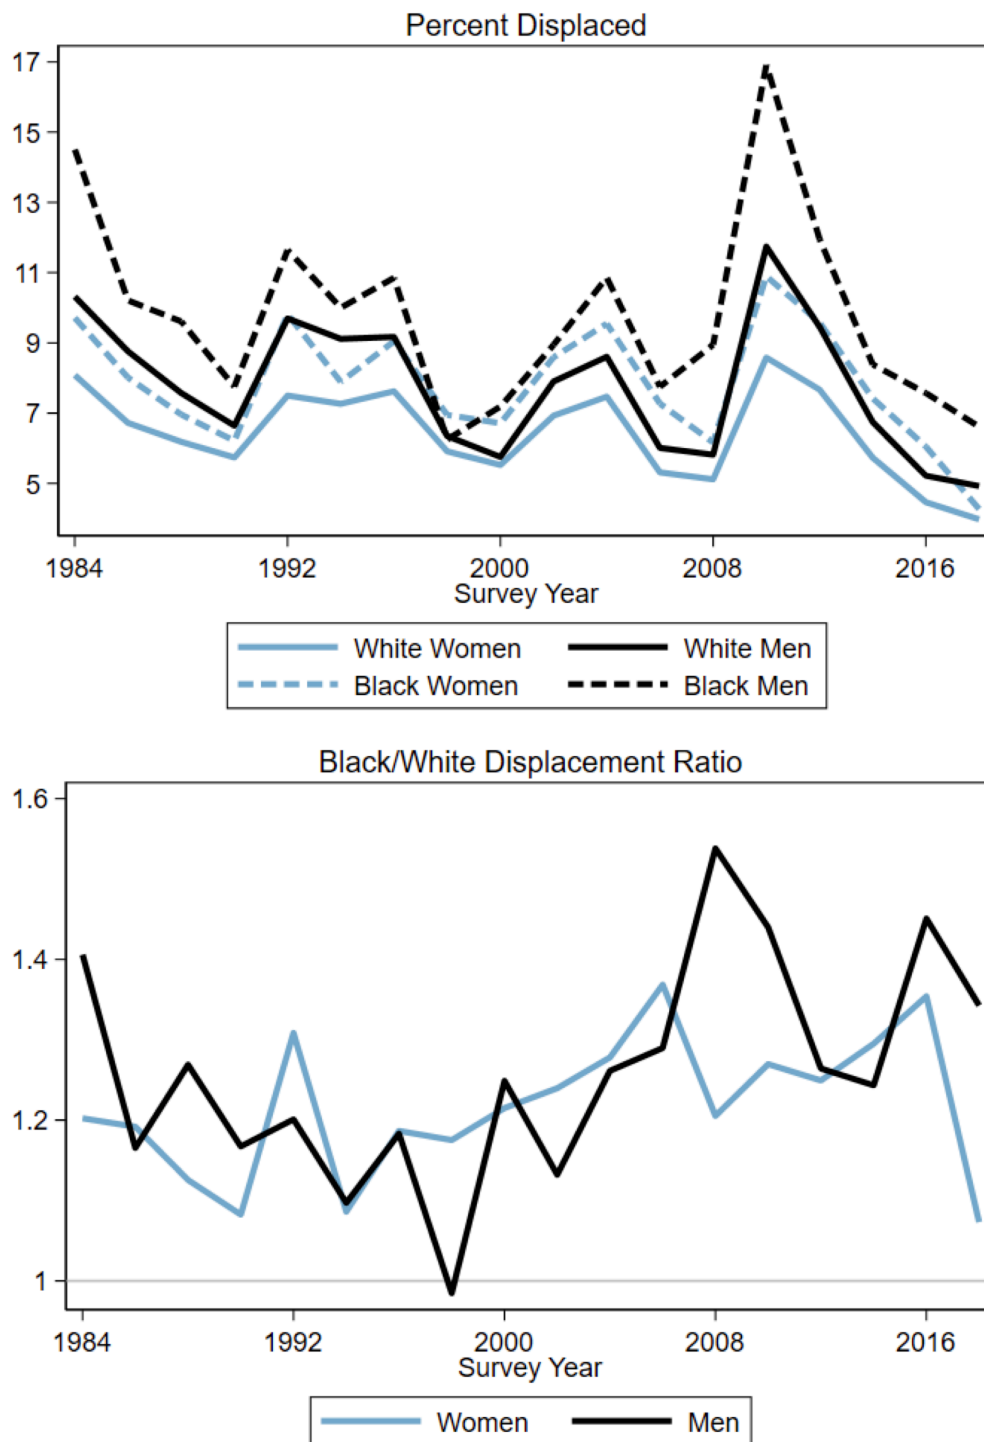 Percent Displaced
17
15
13
11
9
7
5
1984 1992 2000 2008 2016
Survey Year
White Women White Men
Black Women Black Men
Black/White Displacement Ratio
1.6
1.4
1.2
1
1984 1992 2000 2008 2016
Survey Year
Women Men